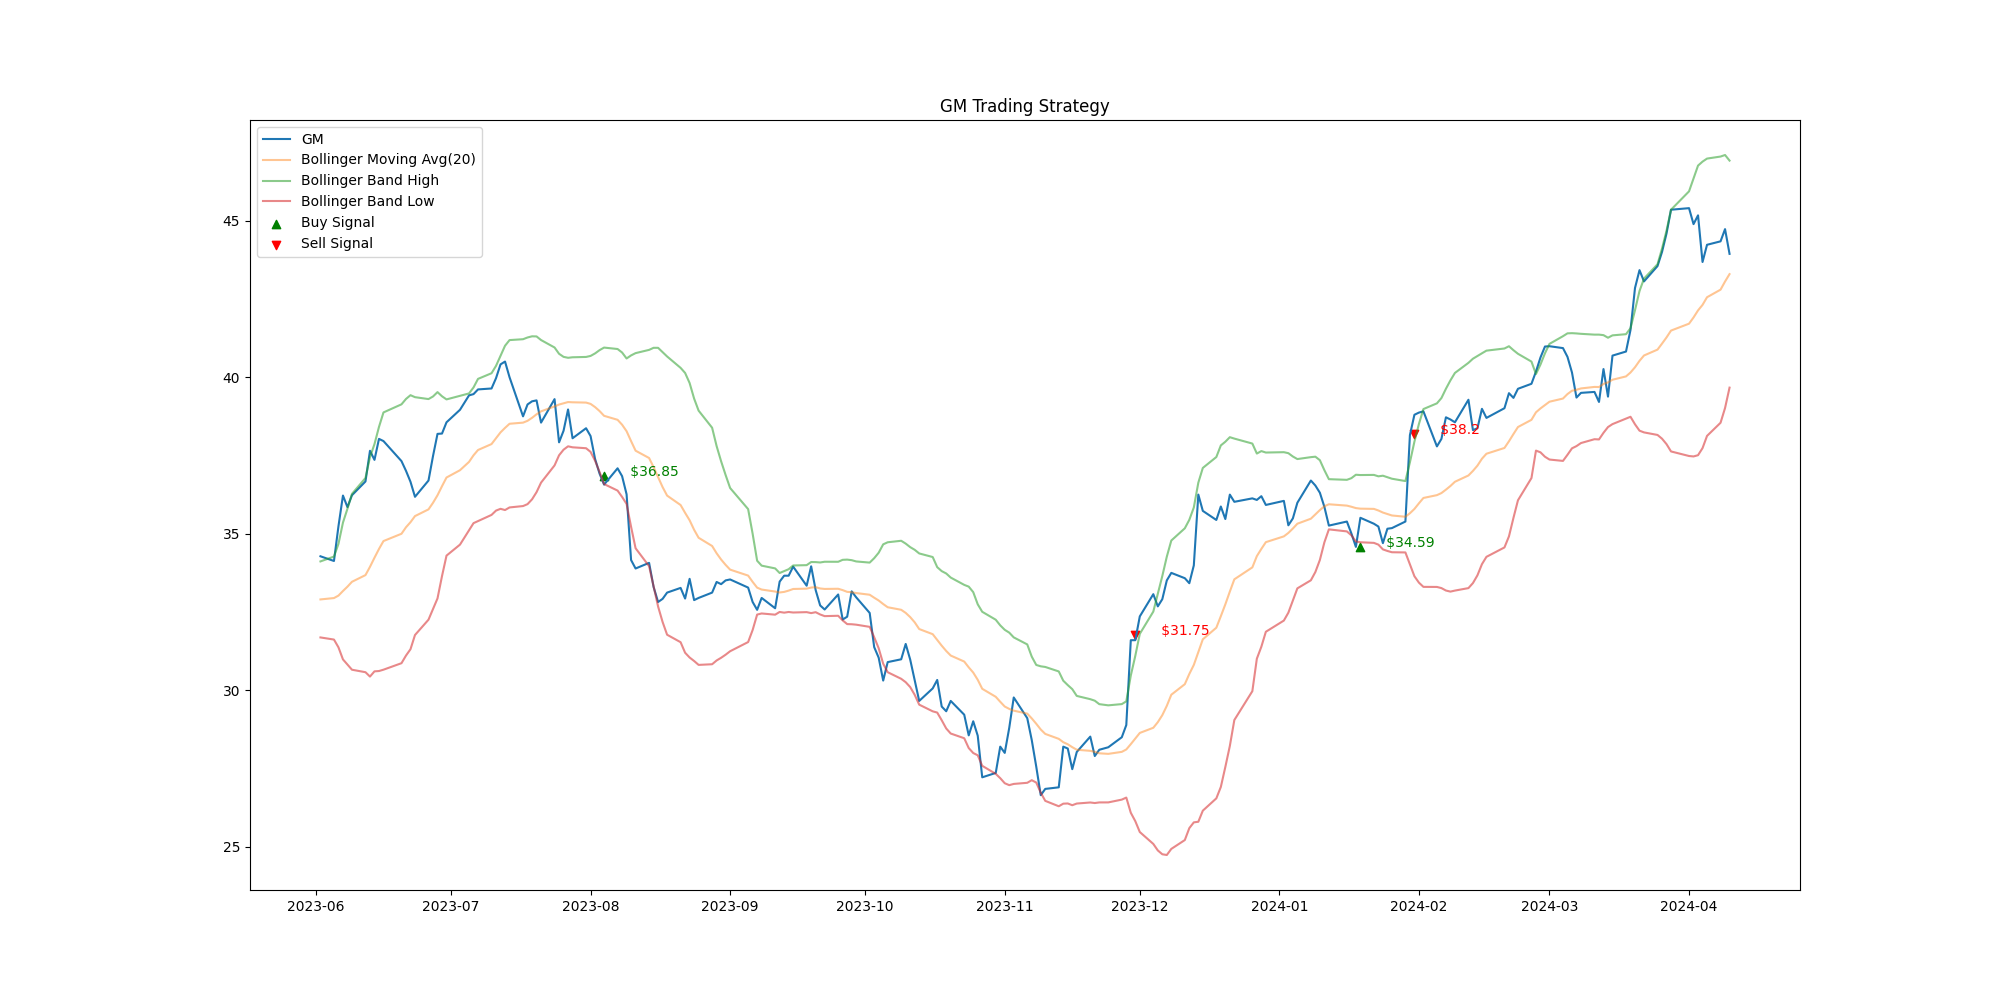 GM Trading Strategy
GM
Bollinger Moving Avg(20)
Bollinger Band High
Bollinger Band Low
Buy Signal
Sell Signal
45
40
35
30
25
$36.85
$31.75
$34.59
$38.2
2023-06 2023-07 2023-08 2023-09 2023-10 2023-11 2023-12 2024-01 2024-02 2024-03 2024-04